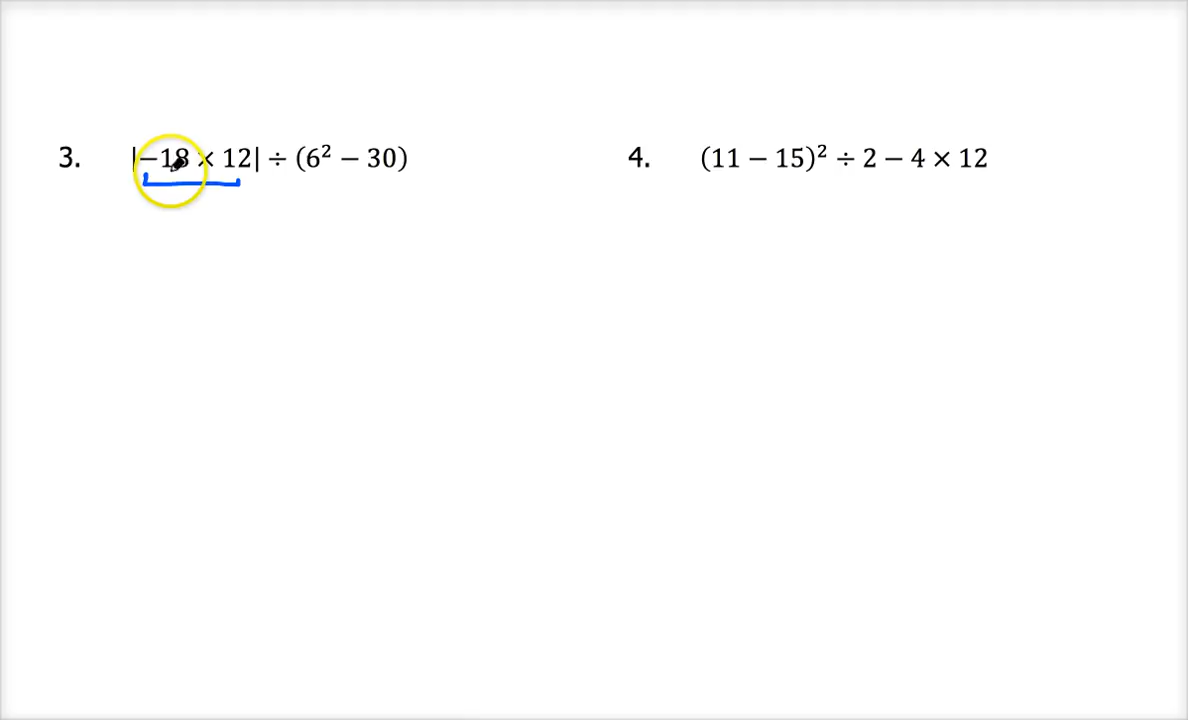 3. |−18 × 12| ÷ (6² − 30)
4. (11 − 15)² ÷ 2 − 4 × 12